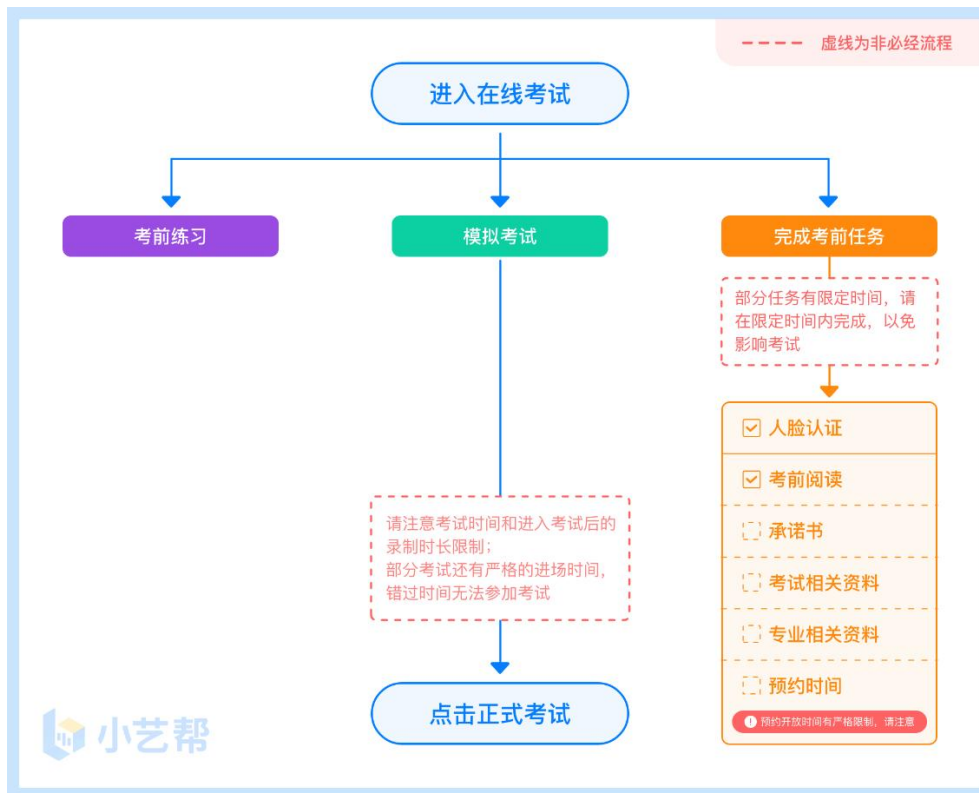 虚线为非必经流程
进入在线考试
考前练习
模拟考试
完成考前任务
部分任务有限定时间，请
在限定时间内完成，以免
影响考试
人脸认证
考前阅读
承诺书
考试相关资料
专业相关资料
预约时间
预约开放时间有严格限制，请注意
请注意考试时间和进入考试后的
录制时长限制；
部分考试还有严格的进场时间，
错过时间无法参加考试
点击正式考试
小艺帮